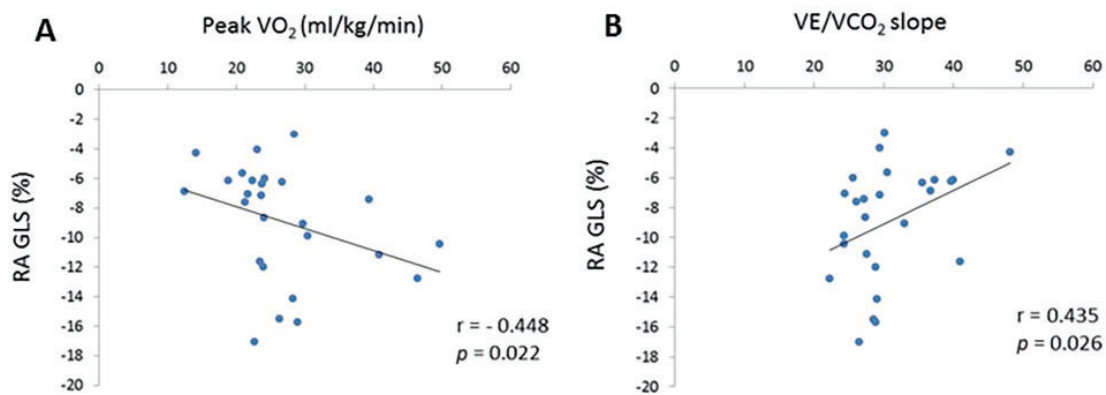 A
Peak VO₂ (ml/kg/min)
0 10 20 30 40 50 60
0
-2
-4
-6
-8
-10
-12
-14
-16
-18
-20
RA GLS (%)
r = - 0.448
p = 0.022
B
VE/VCO₂ slope
0 10 20 30 40 50 60
0
-2
-4
-6
-8
-10
-12
-14
-16
-18
-20
RA GLS (%)
r = 0.435
p = 0.026